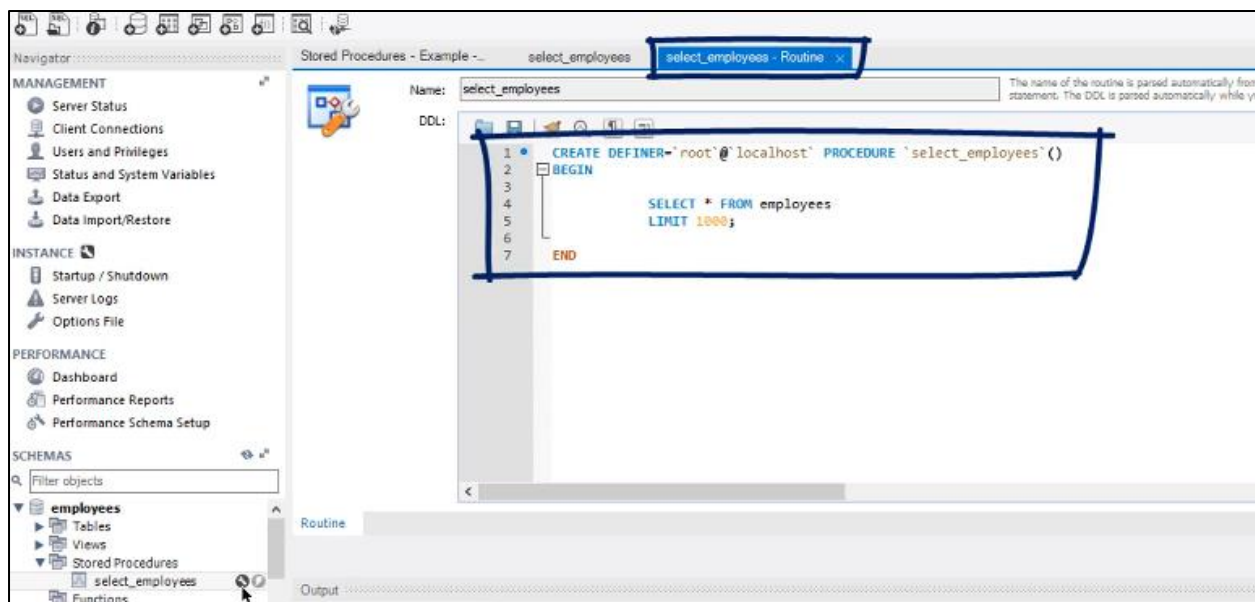 Navigator
MANAGEMENT
Server Status
Client Connections
Users and Privileges
Status and System Variables
Data Export
Data Import/Restore
INSTANCE
Startup / Shutdown
Server Logs
Options File
PERFORMANCE
Dashboard
Performance Reports
Performance Schema Setup
SCHEMAS
Filter objects
employees
Tables
Views
Stored Procedures
select_employees
Functions
Stored Procedures - Example -...
select_employees
select_employees - Routine ×
Name: select_employees
The name of the routine is parsed automatically from
statement. The DDL is parsed automatically while
DDL:
1 CREATE DEFINER=`root`@`localhost` PROCEDURE `select_employees`()
2 BEGIN
3
4 SELECT * FROM employees
5 LIMIT 1000;
6
7 END
Routine
Output